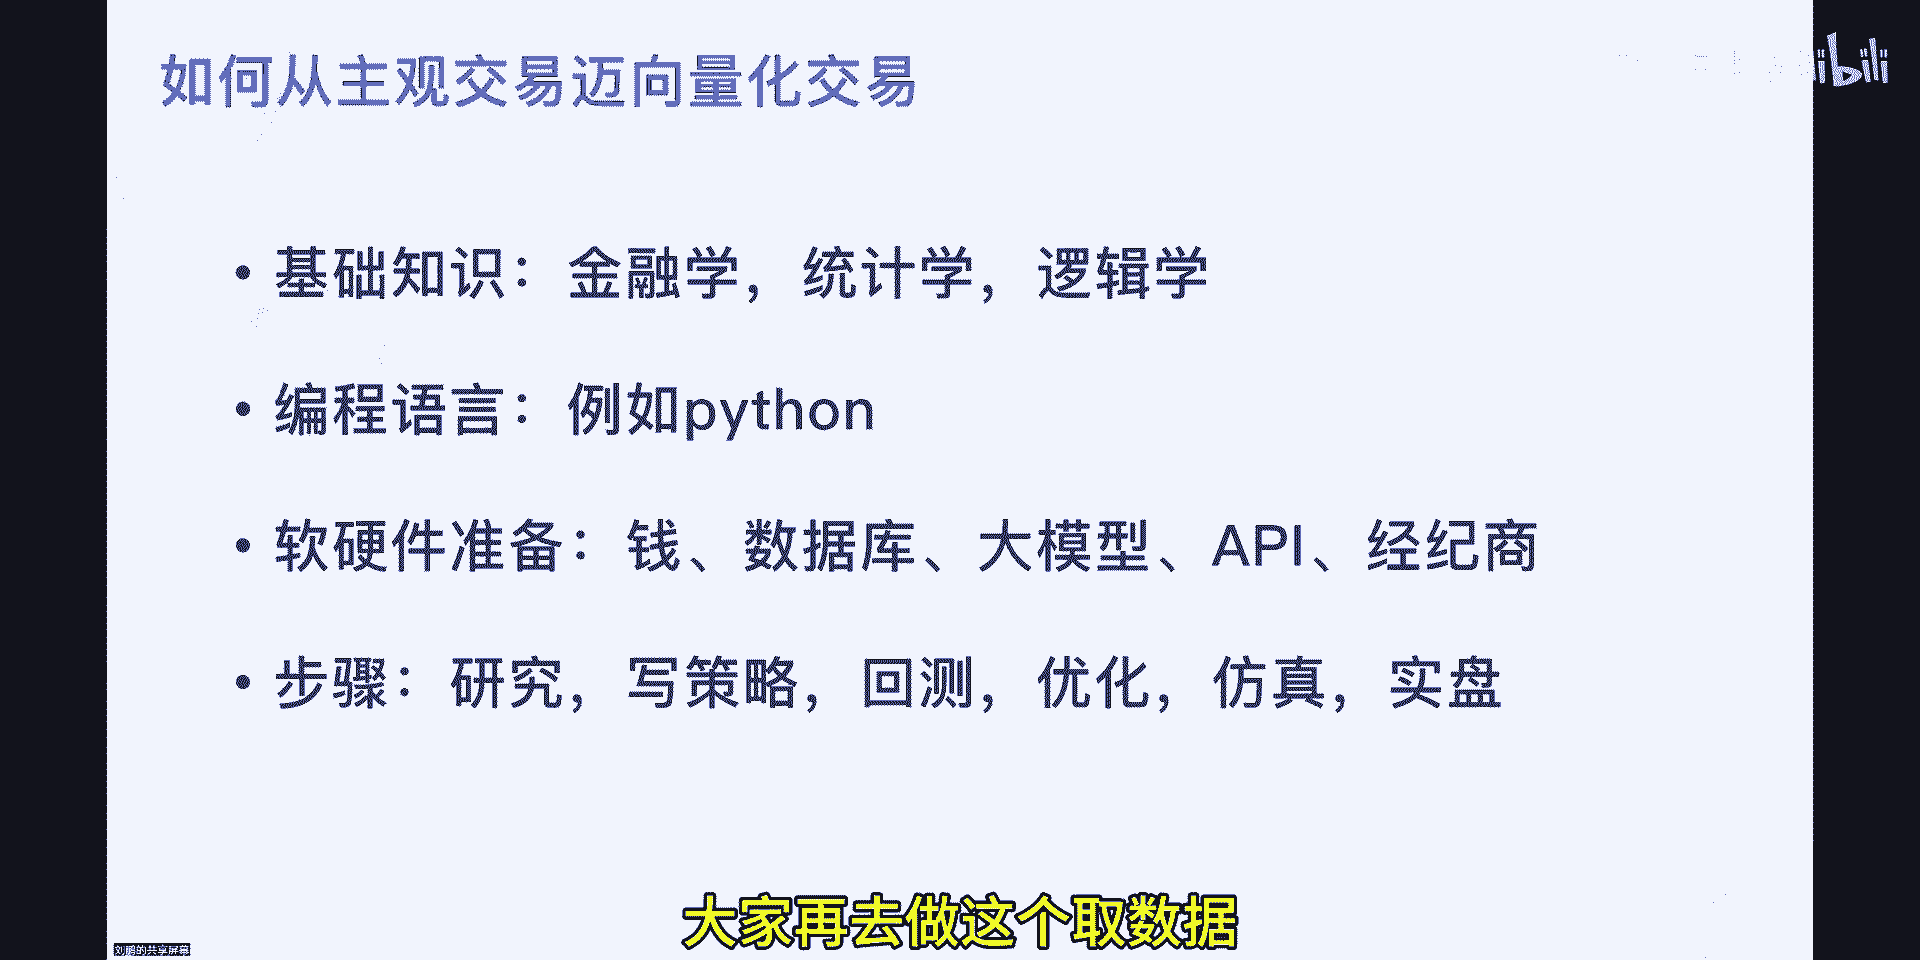 如何从主观交易迈向量化交易
bilibili
• 基础知识：金融学，统计学，逻辑学
• 编程语言：例如python
• 软硬件准备：钱、数据库、大模型、API、经纪商
• 步骤：研究，写策略，回测，优化，仿真，实盘
大家再去做这个取数据
刘鹏的共享屏幕